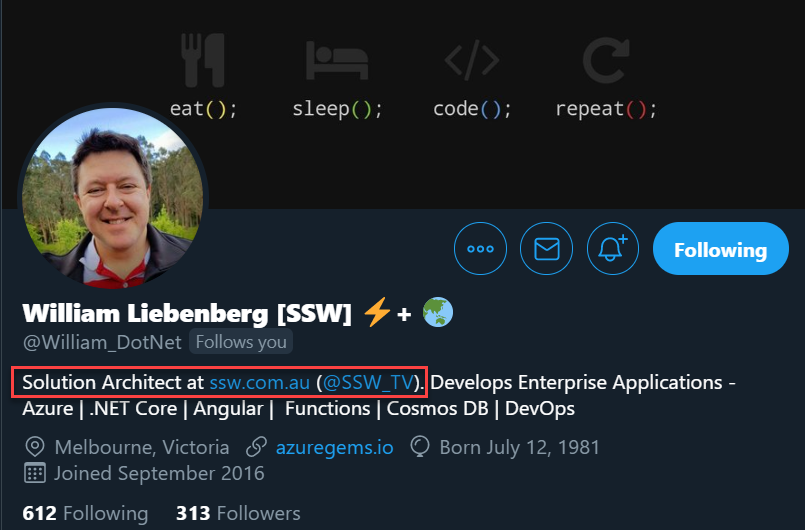 eat(); sleep(); code(); repeat();
Following
William Liebenberg [SSW] ⚡+ 🌏
@William_DotNet Follows you
Solution Architect at ssw.com.au (@SSW_TV). Develops Enterprise Applications -
Azure | .NET Core | Angular | Functions | Cosmos DB | DevOps
Melbourne, Victoria azuregems.io Born July 12, 1981
Joined September 2016
612 Following 313 Followers